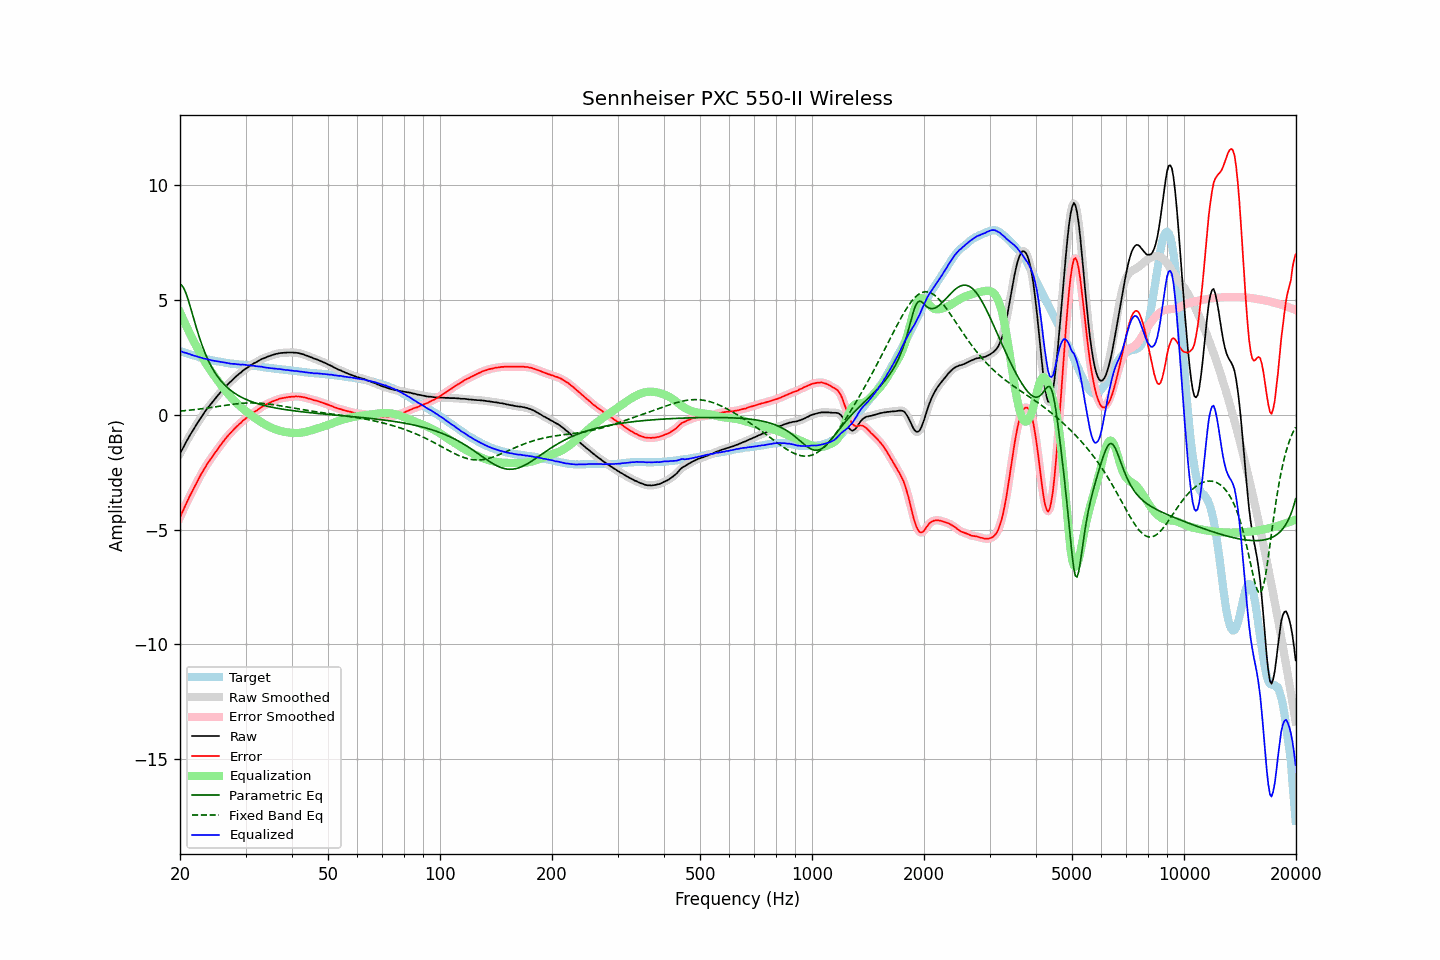 Sennheiser PXC 550-II Wireless
Amplitude (dBr)
10
5
0
−5
−10
−15
Target
Raw Smoothed
Error Smoothed
Raw
Error
Equalization
Parametric Eq
Fixed Band Eq
Equalized
20 50 100 200 500 1000 2000 5000 10000 20000
Frequency (Hz)